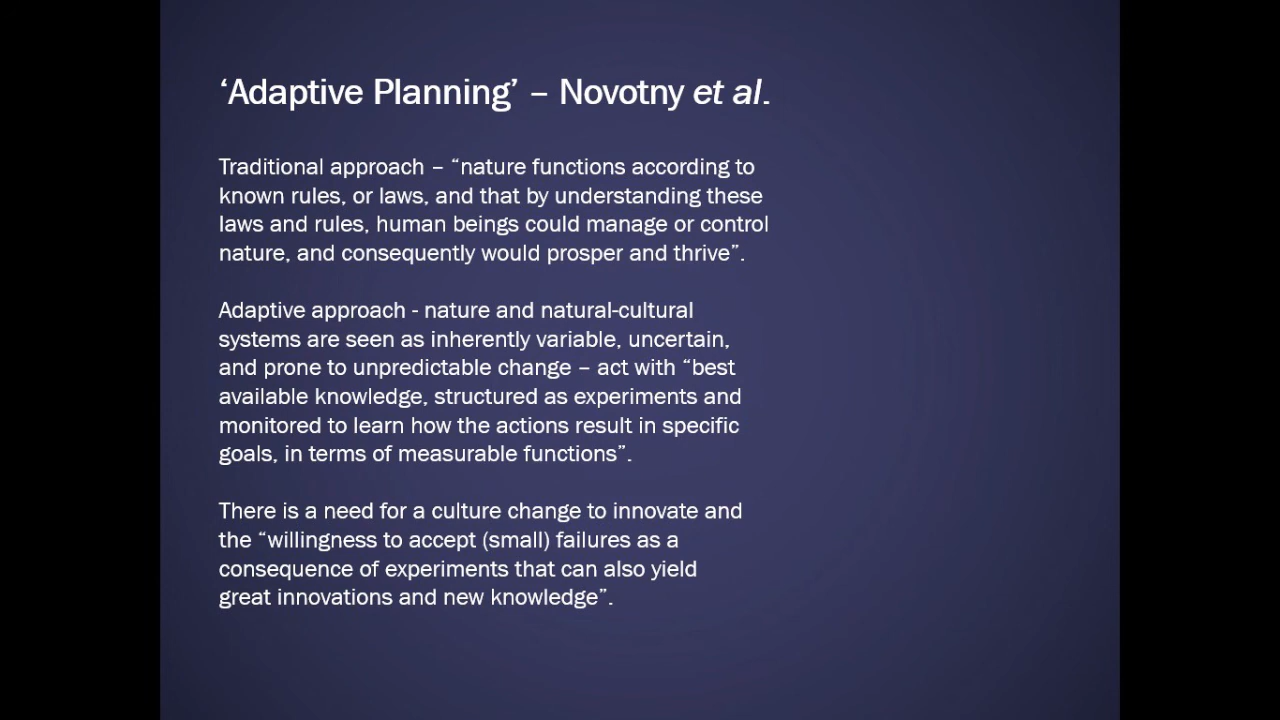 ‘Adaptive Planning’ – Novotny et al.
Traditional approach – “nature functions according to
known rules, or laws, and that by understanding these
laws and rules, human beings could manage or control
nature, and consequently would prosper and thrive”.
Adaptive approach - nature and natural-cultural
systems are seen as inherently variable, uncertain,
and prone to unpredictable change – act with “best
available knowledge, structured as experiments and
monitored to learn how the actions result in specific
goals, in terms of measurable functions”.
There is a need for a culture change to innovate and
the “willingness to accept (small) failures as a
consequence of experiments that can also yield
great innovations and new knowledge”.